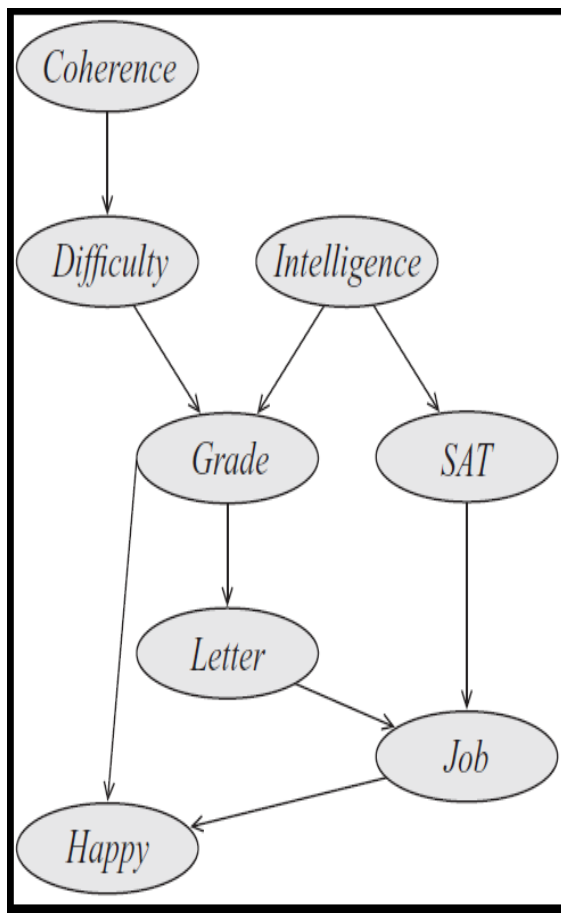 Coherence
Difficulty
Intelligence
Grade
SAT
Letter
Job
Happy